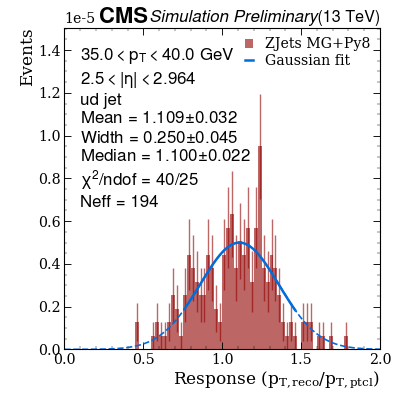 1e-5 CMS Simulation Preliminary (13 TeV)
Events
35.0 < p_T < 40.0 GeV
2.5 < |η| < 2.964
ud jet
Mean = 1.109±0.032
Width = 0.250±0.045
Median = 1.100±0.022
χ²/ndof = 40/25
Neff = 194
ZJets MG+Py8
Gaussian fit
1.4
1.2
1.0
0.8
0.6
0.4
0.2
0.0
0.0 0.5 1.0 1.5 2.0
Response (p_T,reco/p_T,ptcl)